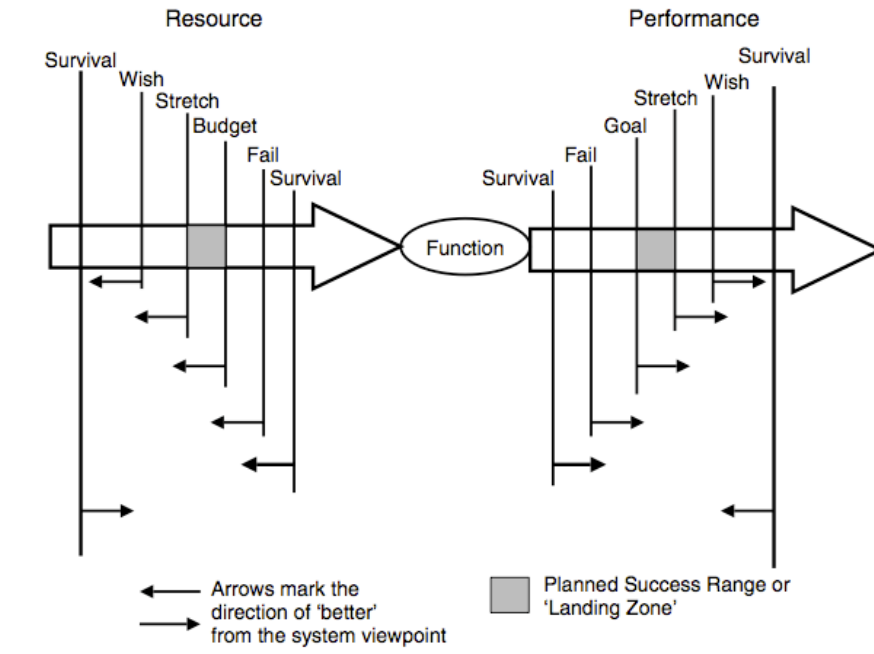 Resource
Performance
Survival
Wish
Stretch
Budget
Fail
Survival
Survival
Wish
Stretch
Goal
Fail
Survival
Function
Arrows mark the
direction of ‘better’
from the system viewpoint
Planned Success Range or
‘Landing Zone’